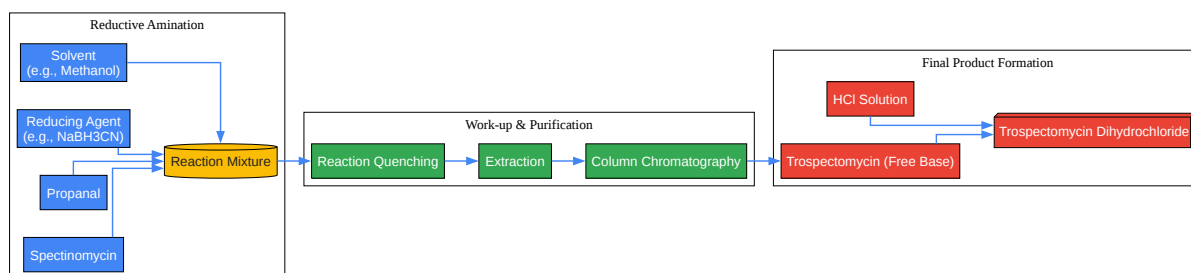 Reductive Amination
Solvent
(e.g., Methanol)
Reducing Agent
(e.g., NaBH3CN)
Propanal
Spectinomycin
Reaction Mixture
Work-up & Purification
Reaction Quenching
Extraction
Column Chromatography
Final Product Formation
HCl Solution
Trospectomycin (Free Base)
Trospectomycin Dihydrochloride